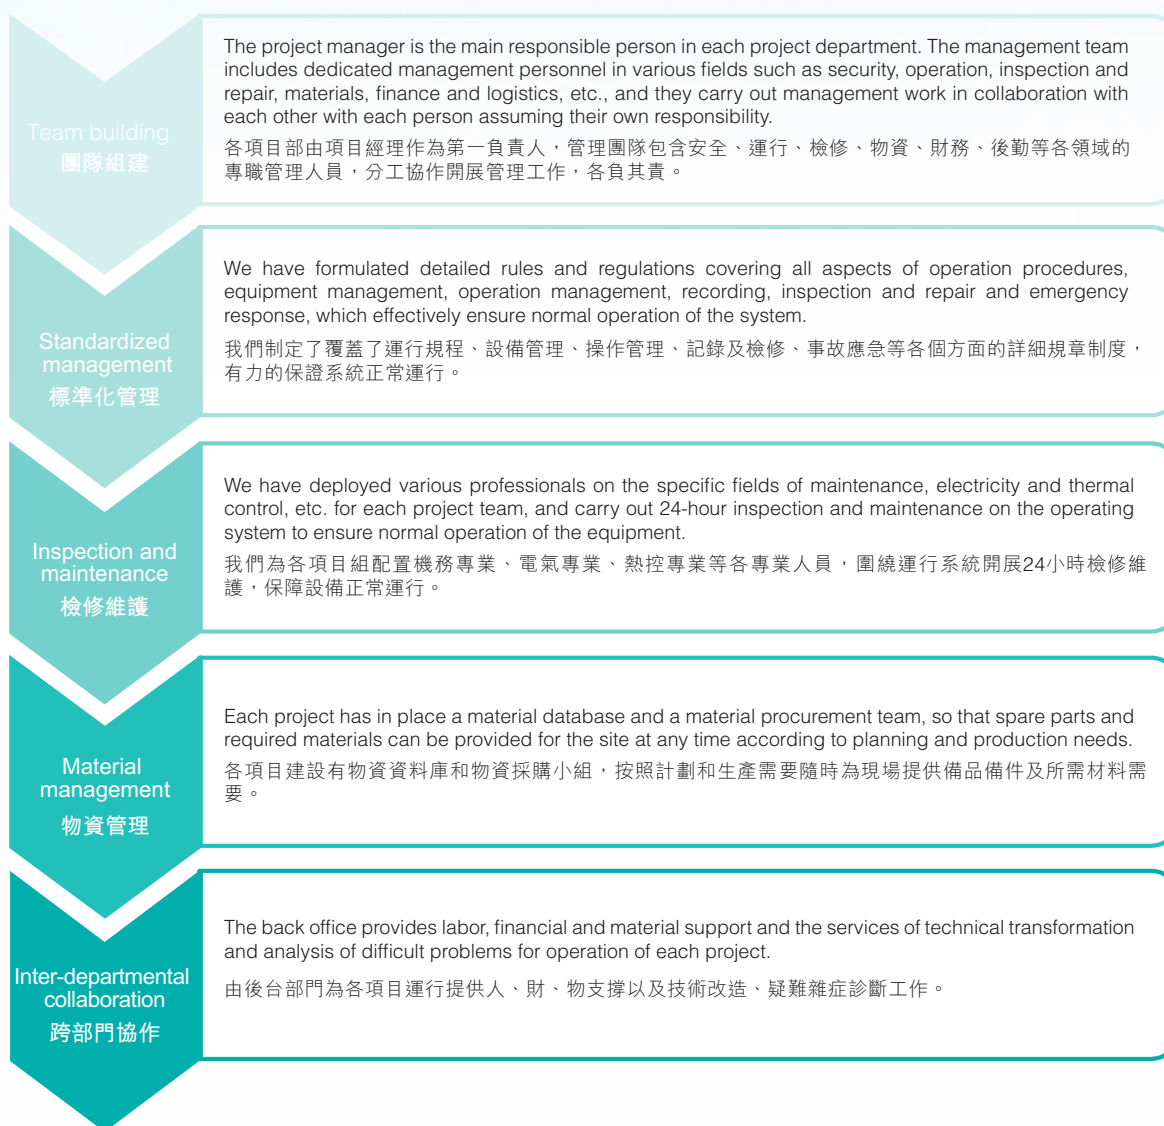 Team building
團隊組建
The project manager is the main responsible person in each project department. The management team
includes dedicated management personnel in various fields such as security, operation, inspection and
repair, materials, finance and logistics, etc., and they carry out management work in collaboration with
each other with each person assuming their own responsibility.
各項目部由項目經理作為第一負責人，管理團隊包含安全、運行、檢修、物資、財務、後勤等各領域的
專職管理人員，分工協作開展管理工作，各負其責。
Standardized
management
標準化管理
We have formulated detailed rules and regulations covering all aspects of operation procedures,
equipment management, operation management, recording, inspection and repair and emergency
response, which effectively ensure normal operation of the system.
我們制定了覆蓋了運行規程、設備管理、操作管理、記錄及檢修、事故應急等各個方面的詳細規章制度，
有力的保證系統正常運行。
Inspection and
maintenance
檢修維護
We have deployed various professionals on the specific fields of maintenance, electricity and thermal
control, etc. for each project team, and carry out 24-hour inspection and maintenance on the operating
system to ensure normal operation of the equipment.
我們為各項目組配置機務專業、電氣專業、熱控專業等各專業人員，圍繞運行系統開展24小時檢修維
護，保障設備正常運行。
Material
management
物資管理
Each project has in place a material database and a material procurement team, so that spare parts and
required materials can be provided for the site at any time according to planning and production needs.
各項目建設有物資資料庫和物資採購小組，按照計劃和生產需要隨時為現場提供備品備件及所需材料需
要。
Inter-departmental
collaboration
跨部門協作
The back office provides labor, financial and material support and the services of technical transformation
and analysis of difficult problems for operation of each project.
由後台部門為各項目運行提供人、財、物支撐以及技術改造、疑難雜症診斷工作。